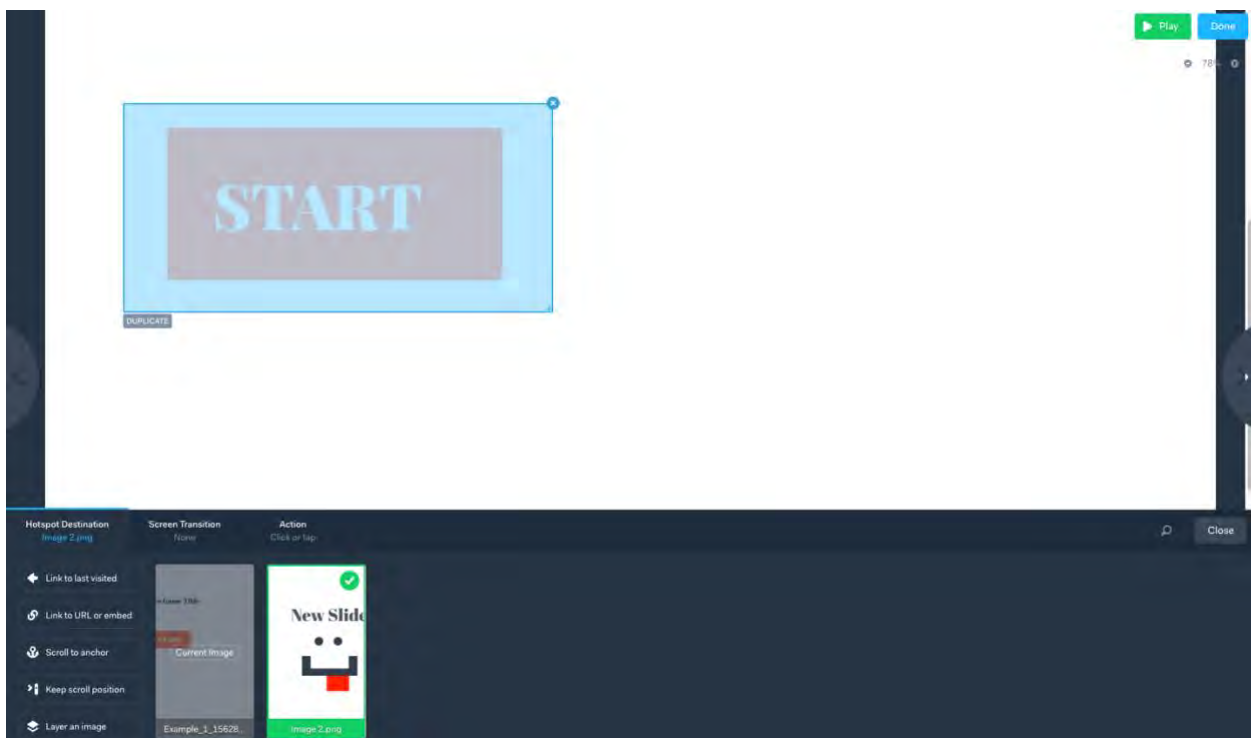 Play
Done
78%
START
DUPLICATE
Hotspot Destination
Image 2.png
Screen Transition
None
Action
Click or tap
Close
Link to last visited
Link to URL or embed
Scroll to anchor
Keep scroll position
Layer an image
Current Image
Example_1_15628...
New Slide
Image 2.png